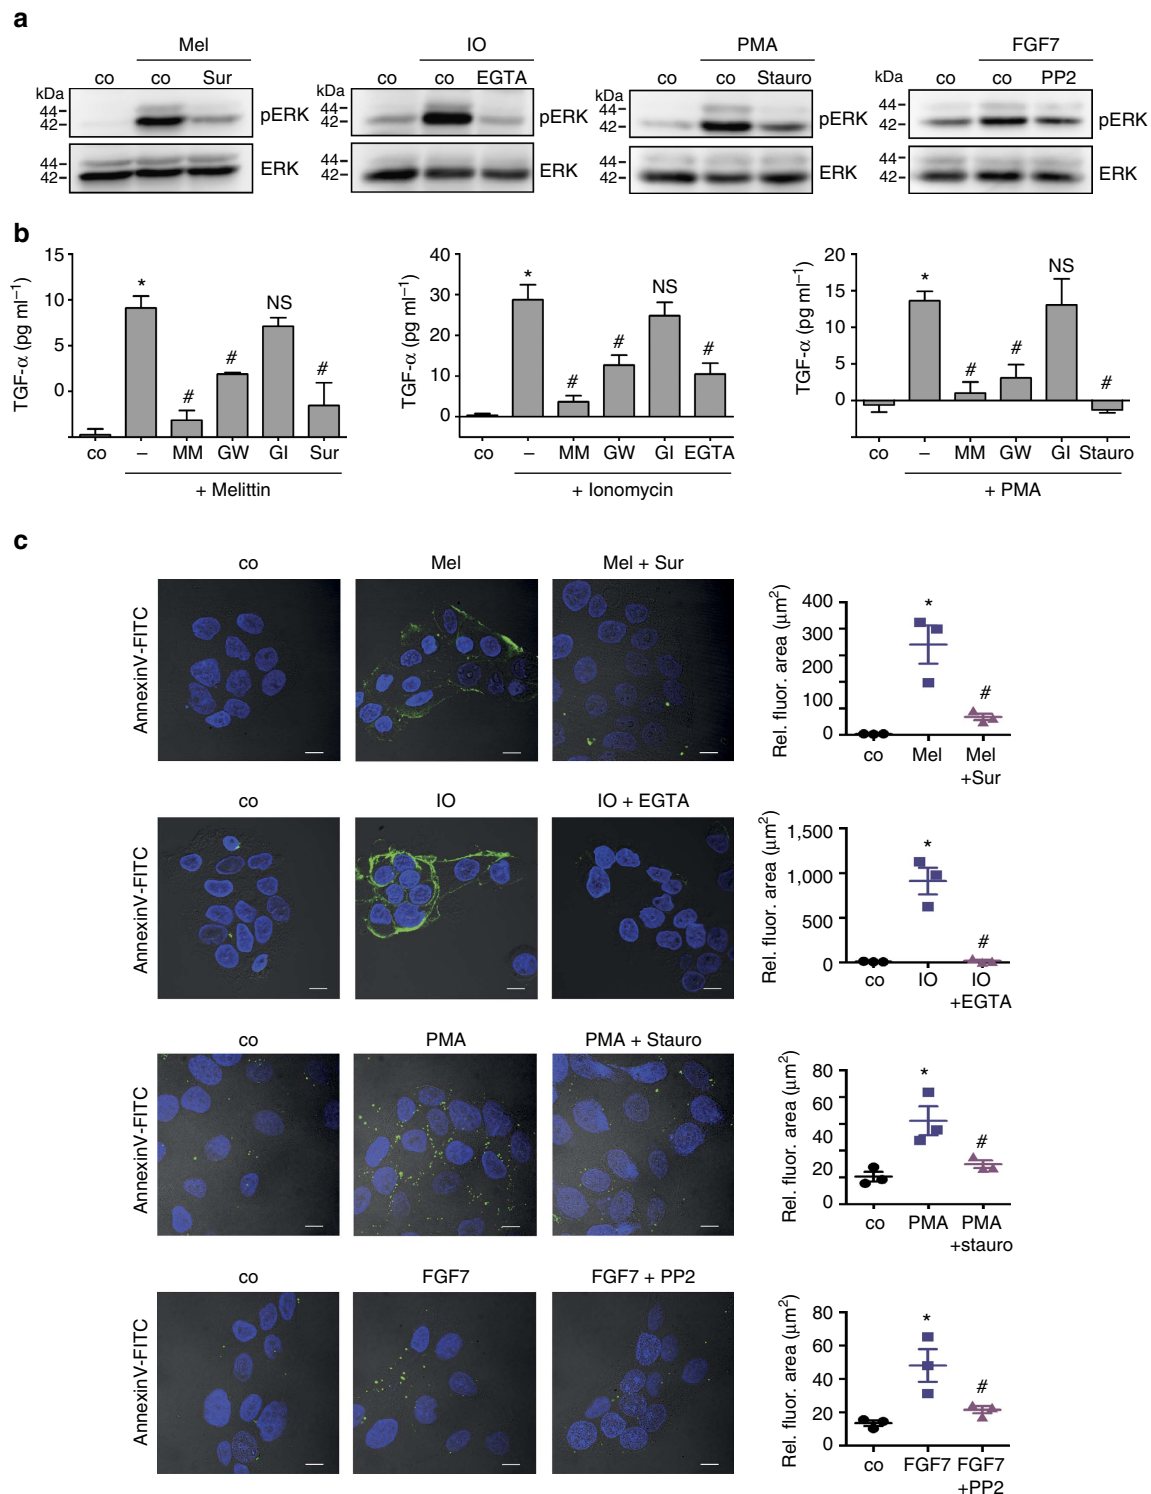 a
Mel IO PMA FGF7
co co Sur co co EGTA co co Stauro co co PP2
kDa kDa kDa kDa
44 44 44 44
42 pERK 42 pERK 42 pERK 42 pERK
44 44 44 44
42 ERK 42 ERK 42 ERK 42 ERK
b
TGF-α (pg ml⁻¹)
15
10
5
0
* # # NS #
co – MM GW GI Sur
+ Melittin
TGF-α (pg ml⁻¹)
40
30
20
10
0
* # # NS #
co – MM GW GI EGTA
+ Ionomycin
TGF-α (pg ml⁻¹)
20
15
10
5
0
* # # NS #
co – MM GW GI Stauro
+ PMA
c
co Mel Mel + Sur
AnnexinV-FITC
Rel. fluor. area (μm²)
400
300
200
100
0
* #
co Mel Mel
+Sur
co IO IO + EGTA
AnnexinV-FITC
Rel. fluor. area (μm²)
1,500
1,000
500
0
* #
co IO IO
+EGTA
co PMA PMA + Stauro
AnnexinV-FITC
Rel. fluor. area (μm²)
80
60
40
20
0
* #
co PMA PMA
+stauro
co FGF7 FGF7 + PP2
AnnexinV-FITC
Rel. fluor. area (μm²)
80
60
40
20
0
* #
co FGF7 FGF7
+PP2